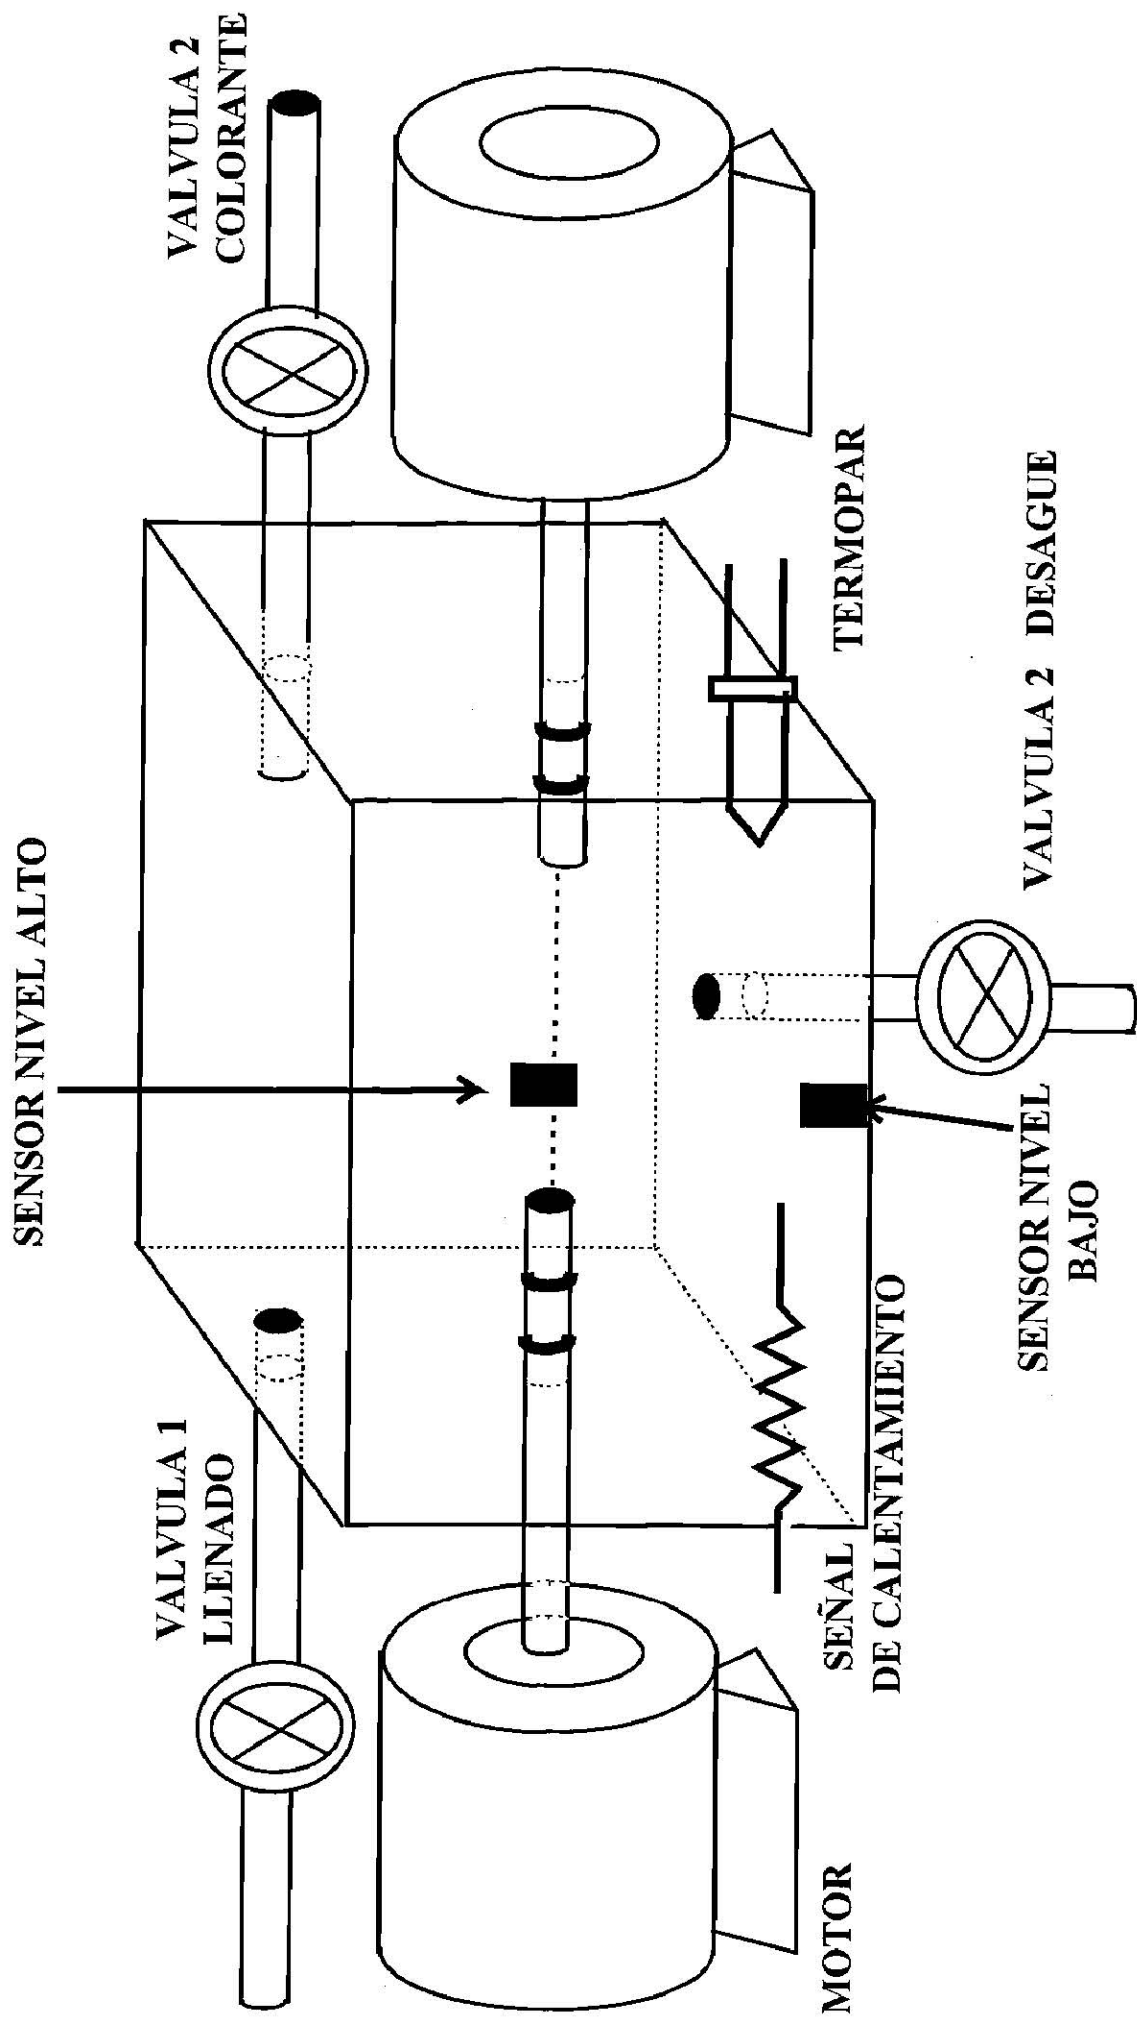 SENSOR NIVEL ALTO
VALVULA 1
LLENADO
VALVULA 2
COLORANTE
MOTOR
SEÑAL
DE CALENTAMIENTO
TERMOPAR
SENSOR NIVEL
BAJO
VALVULA 2 DESAGUE